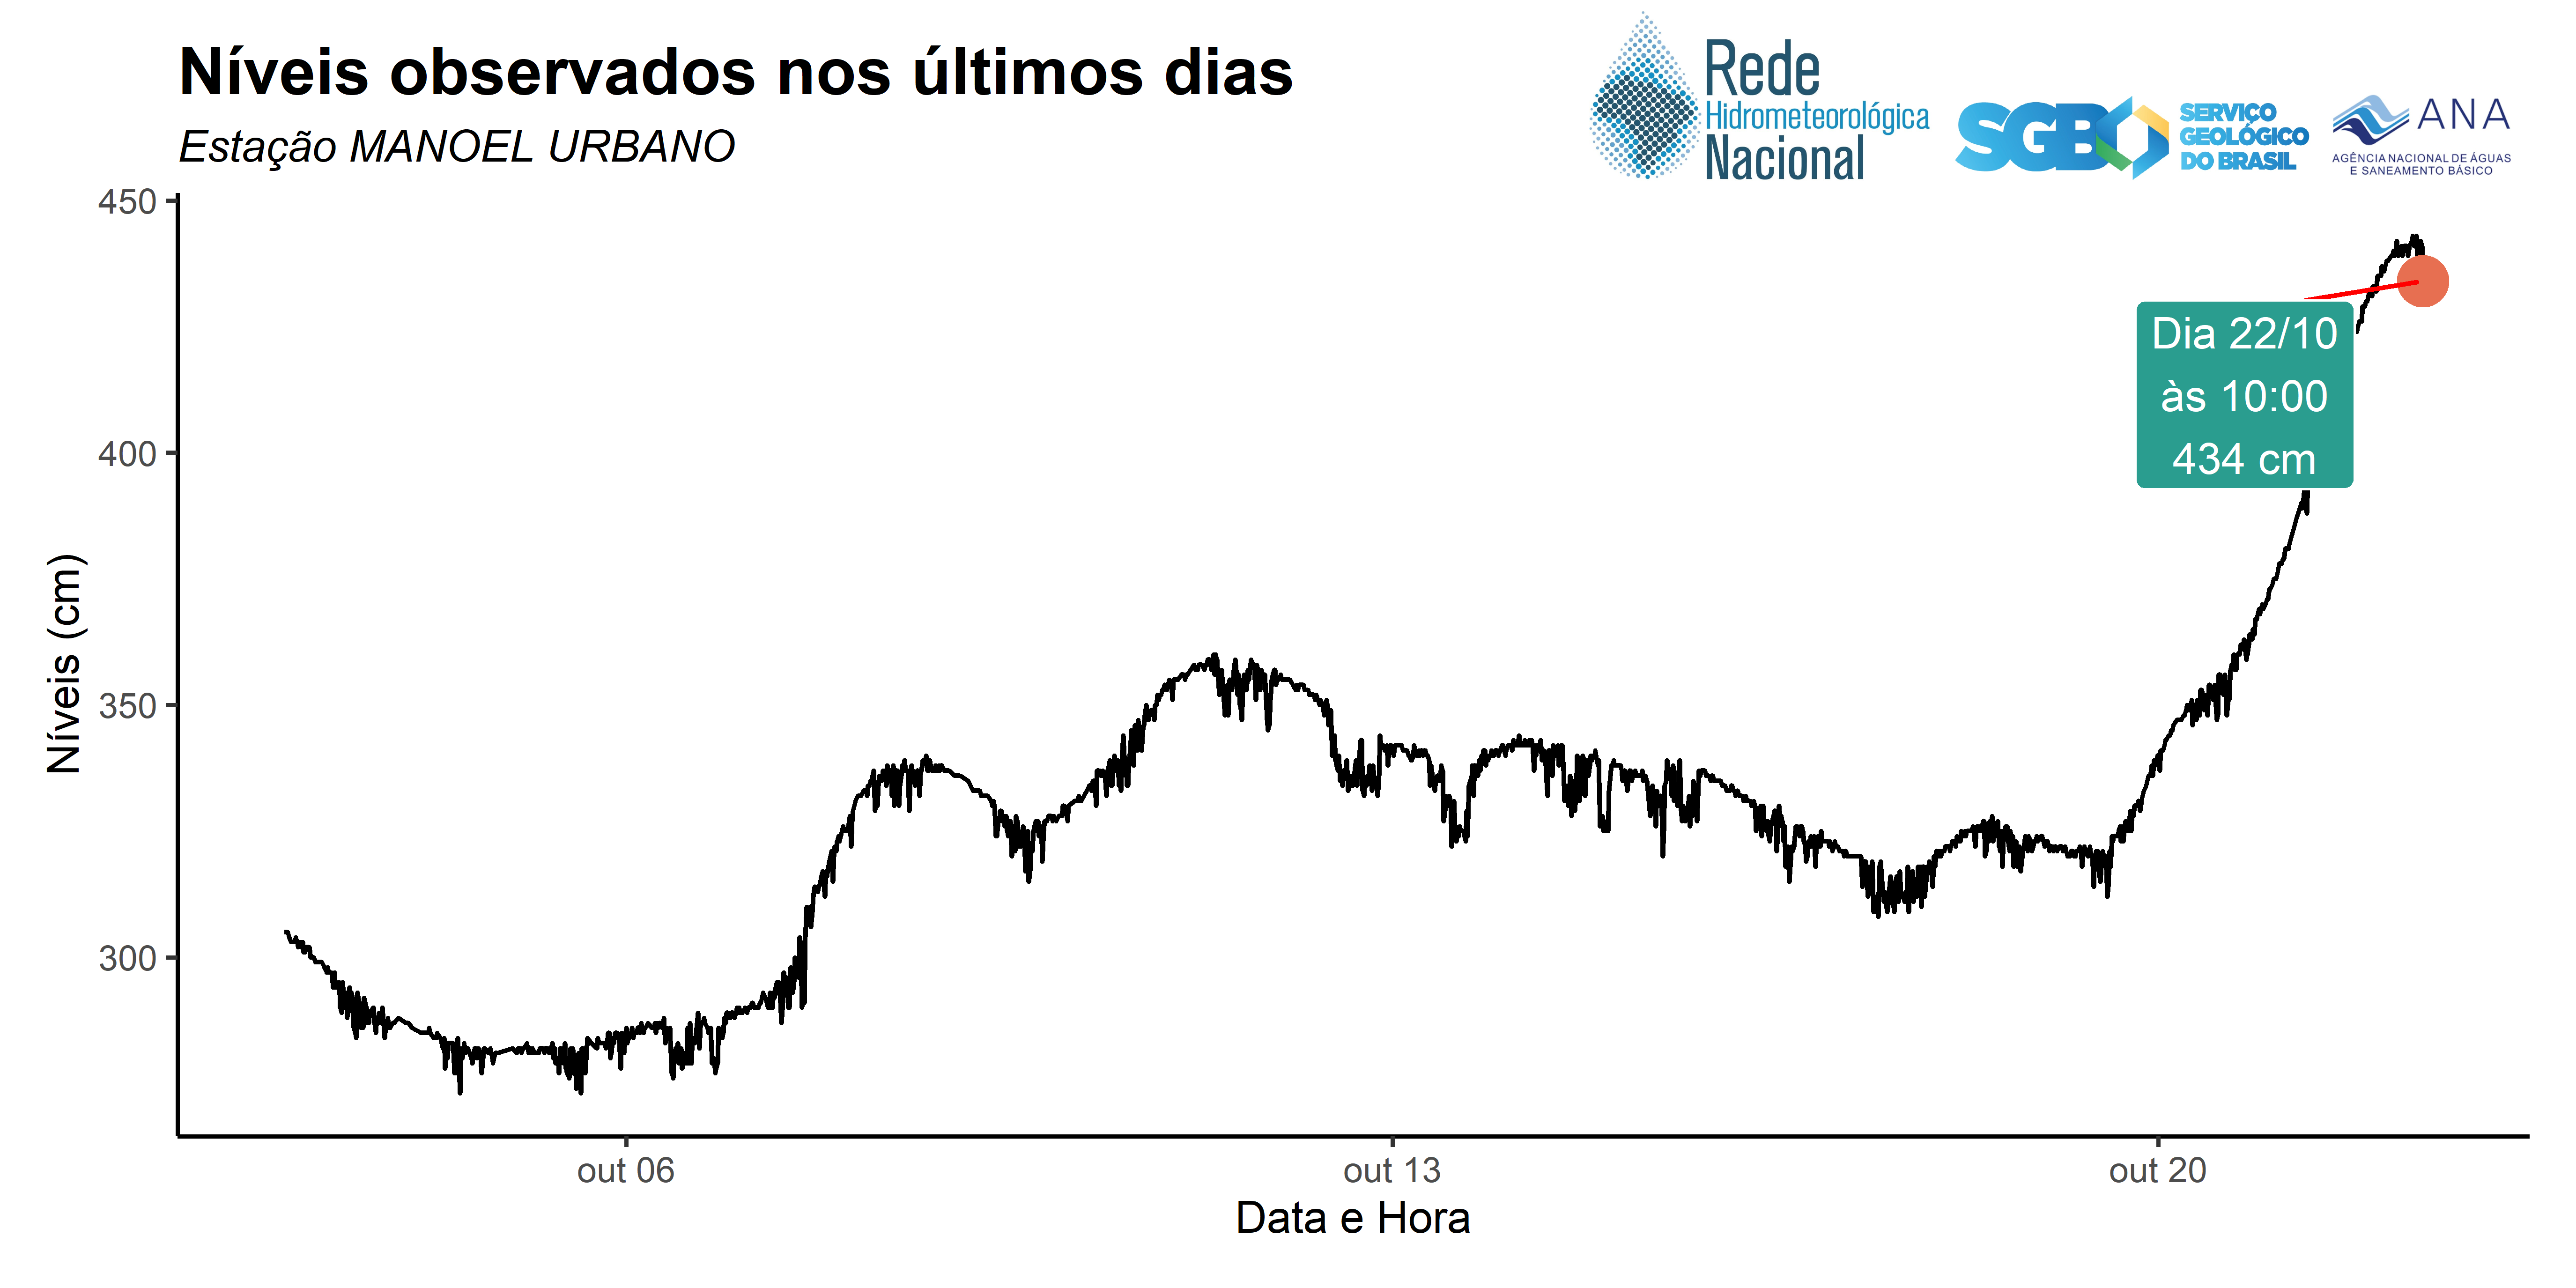 Níveis observados nos últimos dias
Estação MANOEL URBANO
Rede
Hidrometeorológica
Nacional
SGB
SERVIÇO
GEOLÓGICO
DO BRASIL
ANA
AGÊNCIA NACIONAL DE ÁGUAS
E SANEAMENTO BÁSICO
450
400
350
300
Níveis (cm)
Dia 22/10
às 10:00
434 cm
out 06
out 13
out 20
Data e Hora